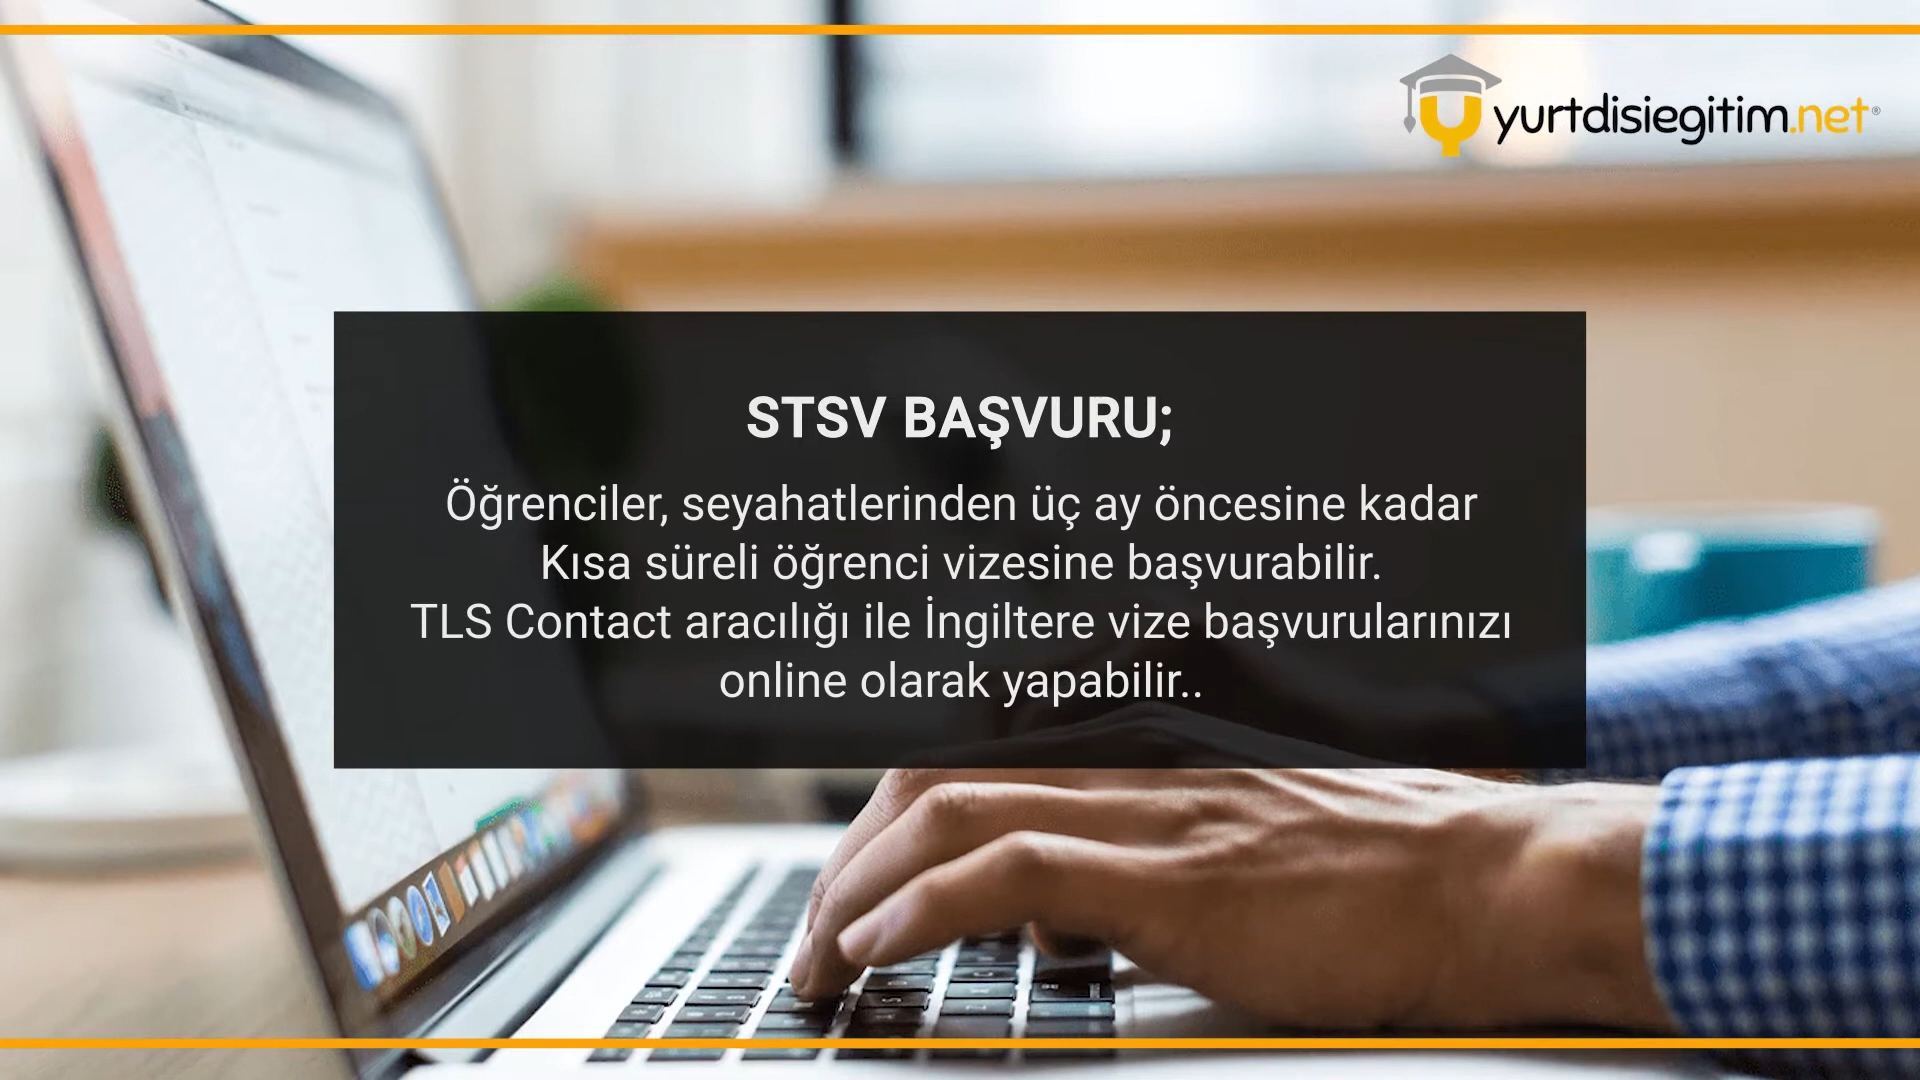 yurtdisiegitim.net®
STSV BAŞVURU;
Öğrenciler, seyahatlerinden üç ay öncesine kadar
Kısa süreli öğrenci vizesine başvurabilir.
TLS Contact aracılığı ile İngiltere vize başvurularınızı
online olarak yapabilir..